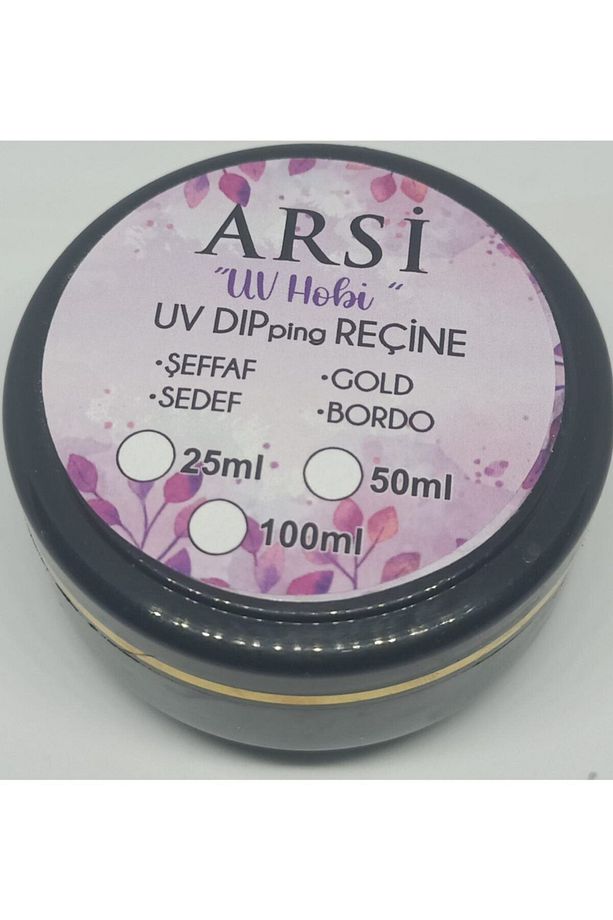 ARSİ
"UV Hobi "
UV DIPping REÇİNE
•ŞEFFAF •GOLD
•SEDEF •BORDO
25ml 50ml
100ml